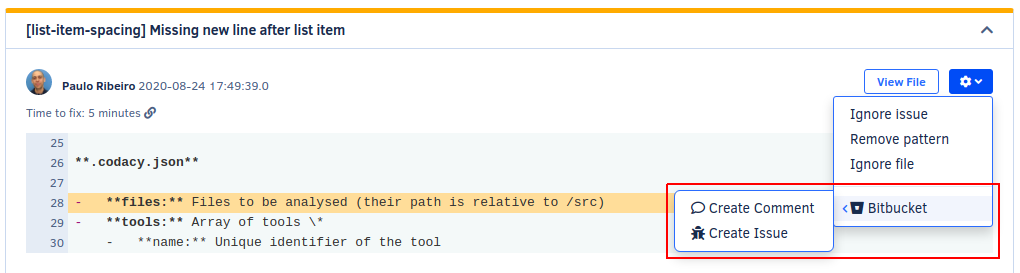 [list-item-spacing] Missing new line after list item
Paulo Ribeiro 2020-08-24 17:49:39.0
View File
Time to fix: 5 minutes
Ignore issue
Remove pattern
Ignore file
Bitbucket
Create Comment
Create Issue
25
26 **.codacy.json**
27
28 - **files:** Files to be analysed (their path is relative to /src)
29 - **tools:** Array of tools \*
30 - **name:** Unique identifier of the tool